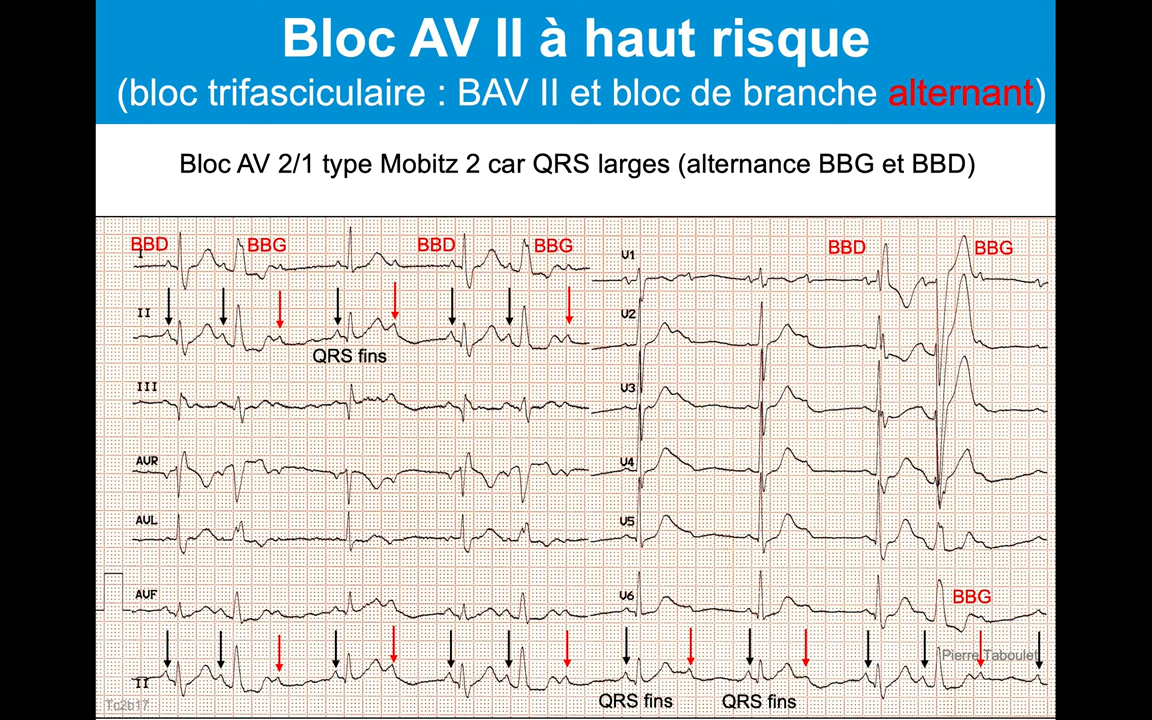 Bloc AV II à haut risque
(bloc trifasciculaire : BAV II et bloc de branche alternant)
Bloc AV 2/1 type Mobitz 2 car QRS larges (alternance BBG et BBD)
BBD BBG BBD BBG BBD BBG
I V1
II V2
QRS fins
III V3
AVR V4
AVL V5
AVF V6 BBG
Pierre Taboulet
II
QRS fins QRS fins
Tc2b17